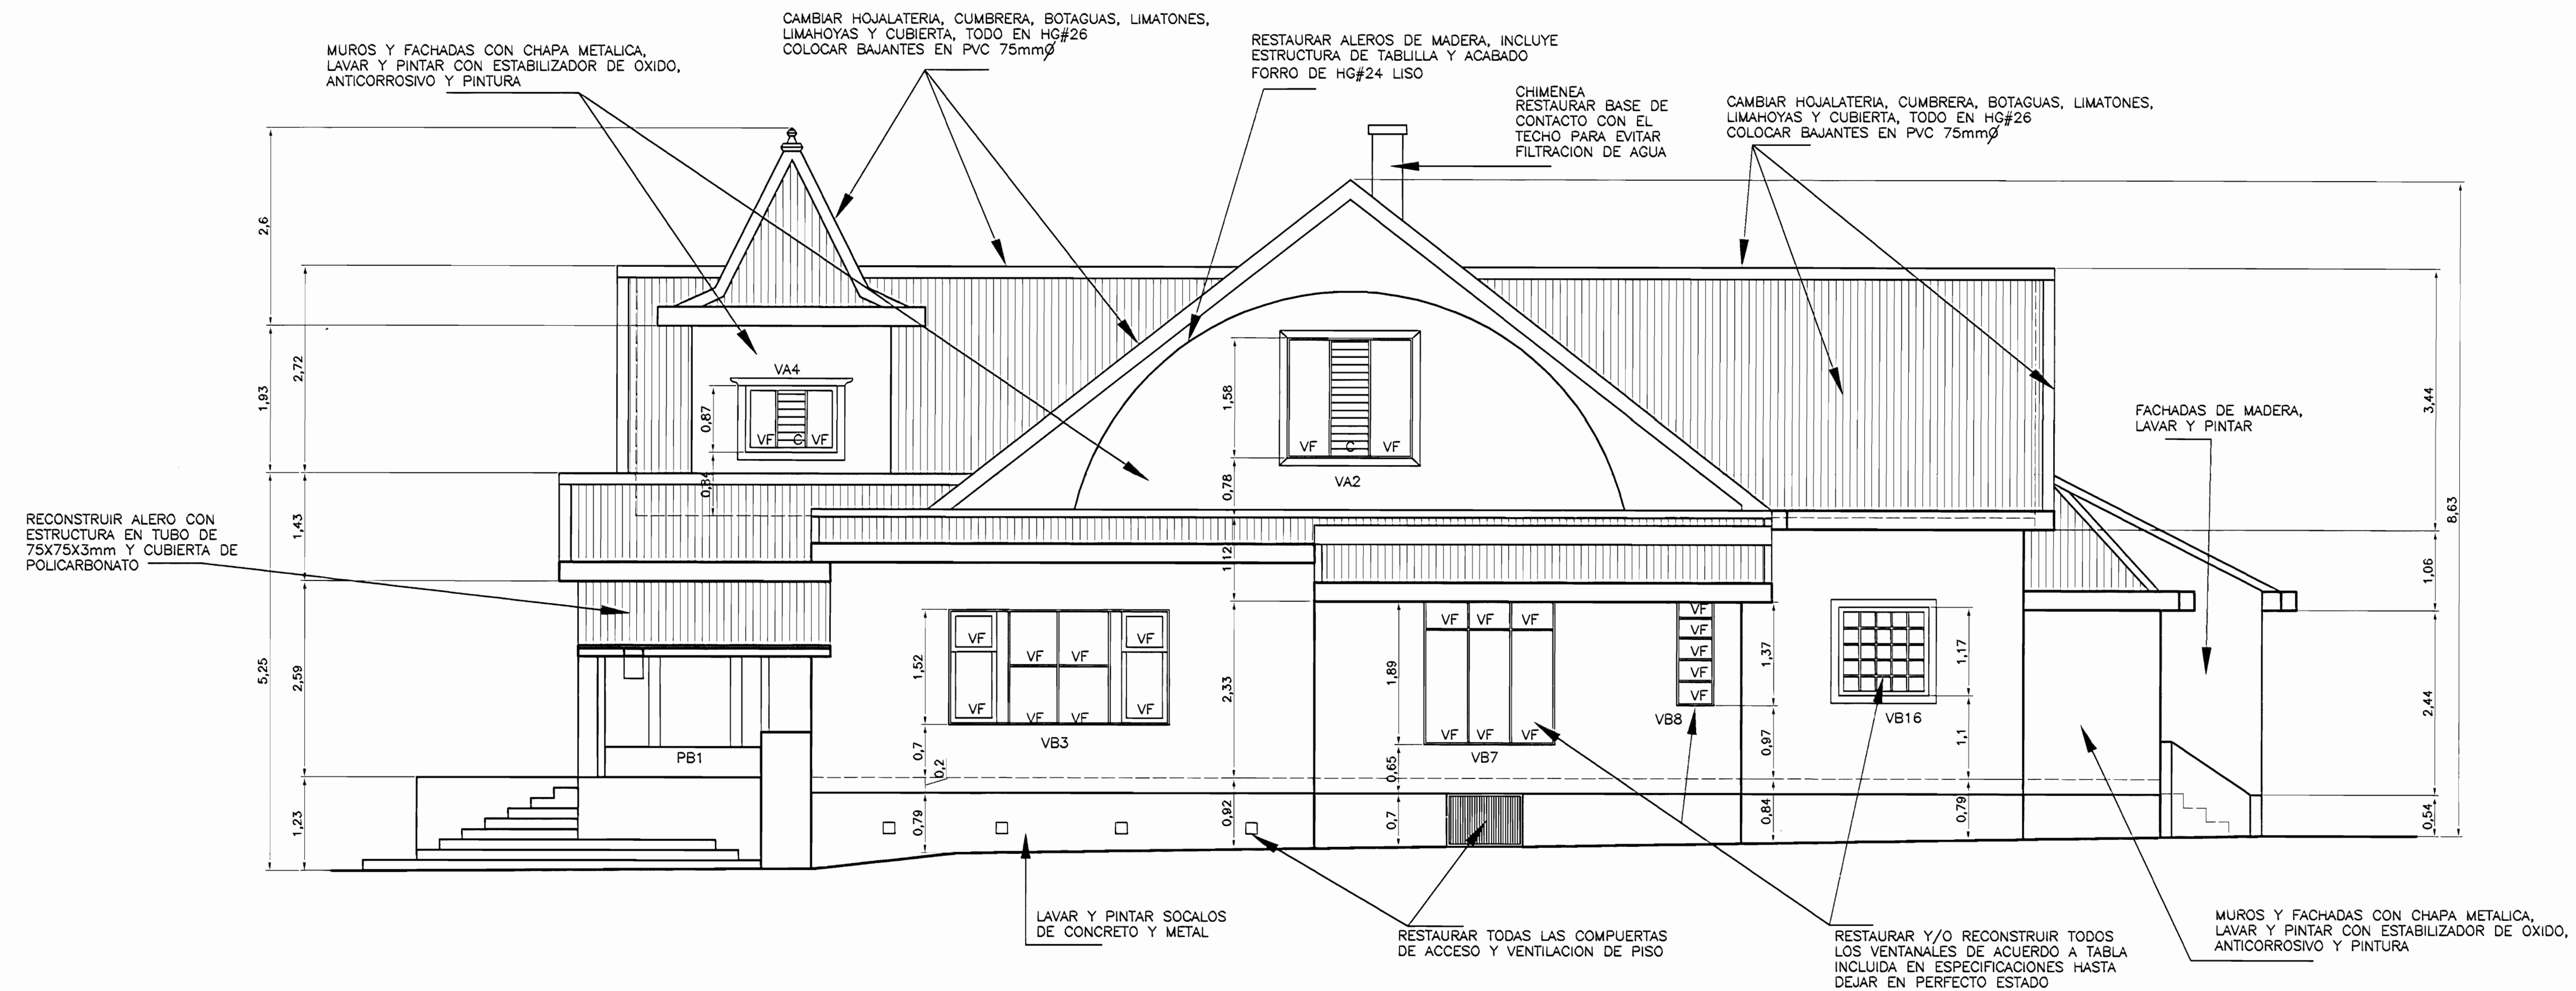 CAMBIAR HOJALATERIA, CUMBRERA, BOTAGUAS, LIMATONES,
LIMAHOYAS Y CUBIERTA, TODO EN HG#26
COLOCAR BAJANTES EN PVC 75mmØ
MUROS Y FACHADAS CON CHAPA METALICA,
LAVAR Y PINTAR CON ESTABILIZADOR DE OXIDO,
ANTICORROSIVO Y PINTURA
RESTAURAR ALEROS DE MADERA, INCLUYE
ESTRUCTURA DE TABLILLA Y ACABADO
FORRO DE HG#24 LISO
CHIMENEA
RESTAURAR BASE DE
CONTACTO CON EL
TECHO PARA EVITAR
FILTRACION DE AGUA
CAMBIAR HOJALATERIA, CUMBRERA, BOTAGUAS, LIMATONES,
LIMAHOYAS Y CUBIERTA, TODO EN HG#26
COLOCAR BAJANTES EN PVC 75mmØ
FACHADAS DE MADERA,
LAVAR Y PINTAR
RECONSTRUIR ALERO CON
ESTRUCTURA EN TUBO DE
75X75X3mm Y CUBIERTA DE
POLICARBONATO
2,6
1,93
5,25
2,72
1,43
2,59
1,23
VA4
0,87
VF C VF
0,84
1,58
VF C VF
VA2
0,78
1,12
2,33
0,92
PB1
1,52
VF VF
VF VF
VF VF VF VF
VB3
0,7
0,2
0,79
VF VF VF
1,89
VF VF VF
VB7
0,65
0,7
VF
VF
VF
VF
VF
VB8
1,37
0,97
0,84
VB16
1,17
1,1
0,79
3,44
1,06
2,44
0,54
8,63
LAVAR Y PINTAR SOCALOS
DE CONCRETO Y METAL
RESTAURAR TODAS LAS COMPUERTAS
DE ACCESO Y VENTILACION DE PISO
RESTAURAR Y/O RECONSTRUIR TODOS
LOS VENTANALES DE ACUERDO A TABLA
INCLUIDA EN ESPECIFICACIONES HASTA
DEJAR EN PERFECTO ESTADO
MUROS Y FACHADAS CON CHAPA METALICA,
LAVAR Y PINTAR CON ESTABILIZADOR DE OXIDO,
ANTICORROSIVO Y PINTURA